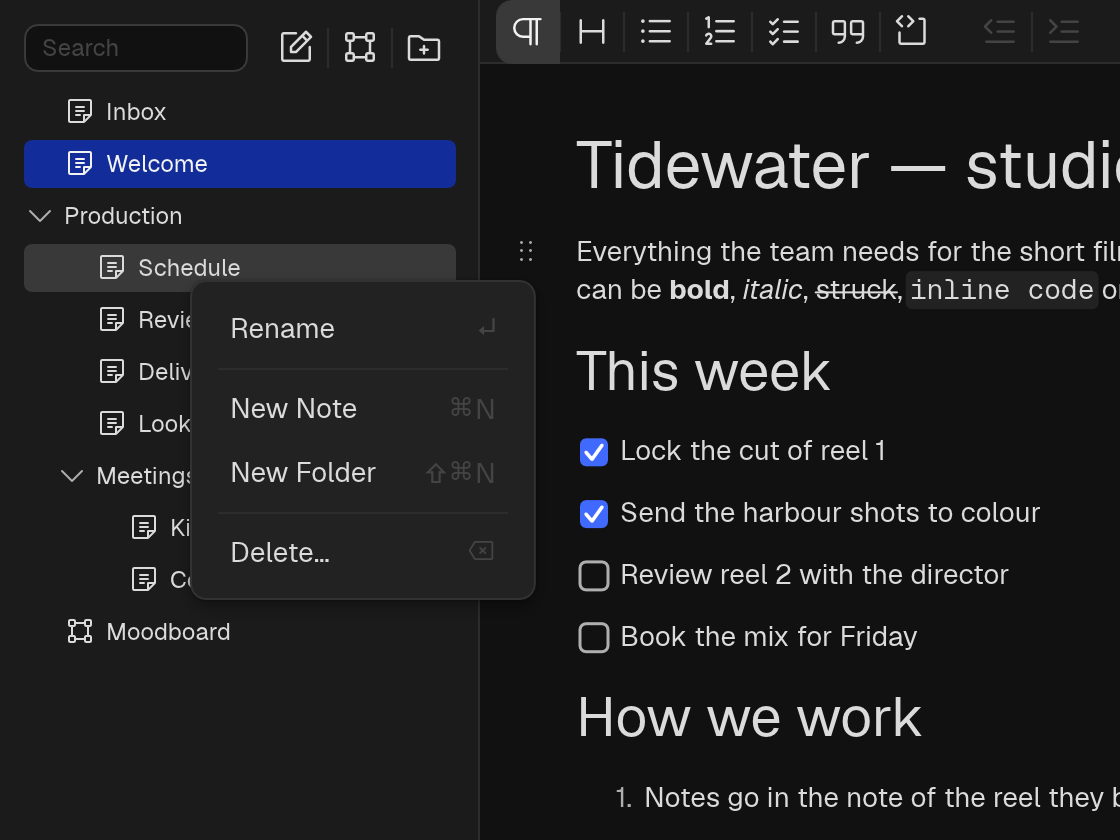 Search
Inbox
Welcome
Production
Schedule
Meetings
Moodboard
Rename
New Note ⌘N
New Folder ⇧⌘N
Delete...
Tidewater —
Everything the team needs for the short
can be bold, italic, struck, inline code
This week
Lock the cut of reel 1
Send the harbour shots to colour
Review reel 2 with the director
Book the mix for Friday
How we work
1. Notes go in the note of the reel they